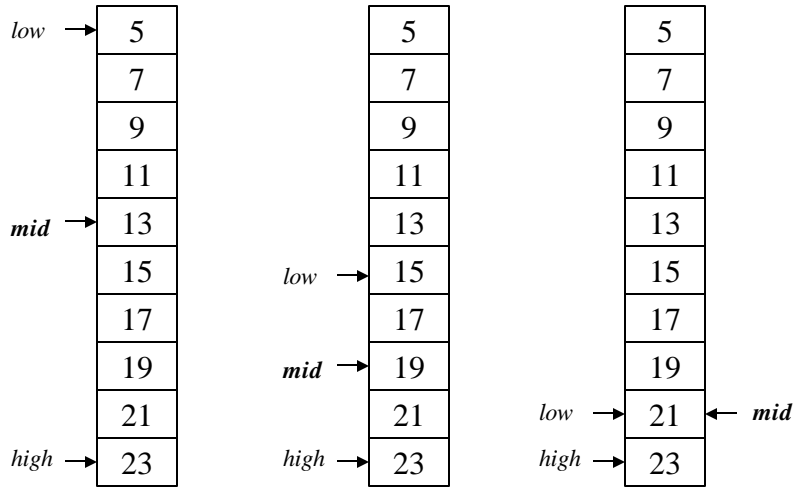 low 5 5 5
7 7 7
9 9 9
11 11 11
mid 13 13 13
15 low 15 15
17 17 17
19 mid 19 19
21 21 low 21 mid
high 23 high 23 high 23